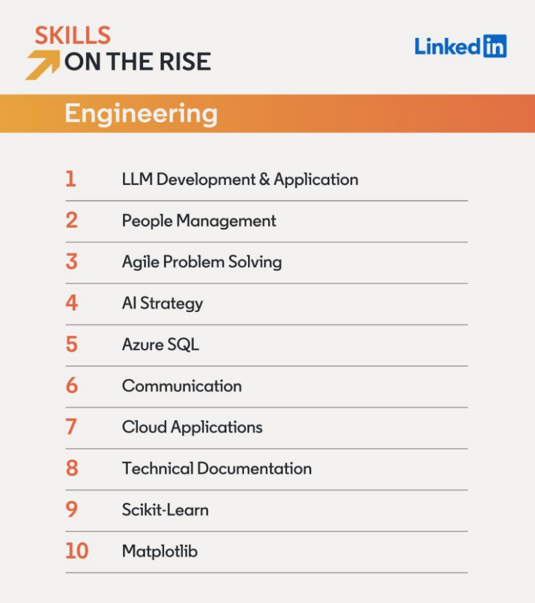 SKILLS
ON THE RISE
LinkedIn
Engineering
1 LLM Development & Application
2 People Management
3 Agile Problem Solving
4 AI Strategy
5 Azure SQL
6 Communication
7 Cloud Applications
8 Technical Documentation
9 Scikit-Learn
10 Matplotlib